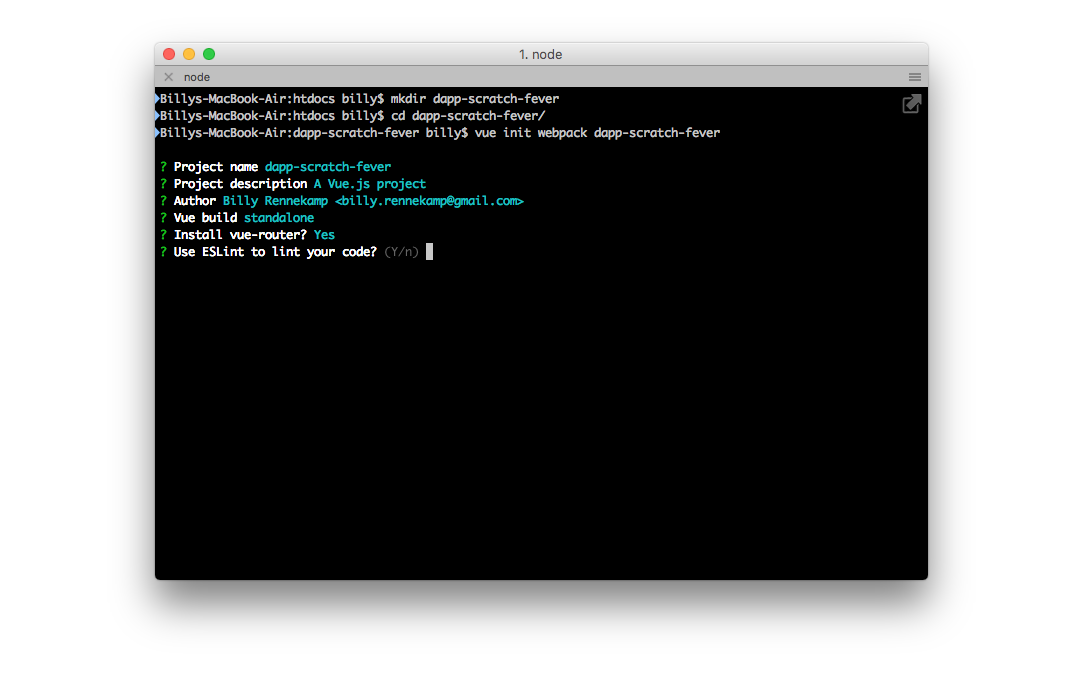 1. node
node
Billys-MacBook-Air:htdocs billy$ mkdir dapp-scratch-fever
Billys-MacBook-Air:htdocs billy$ cd dapp-scratch-fever/
Billys-MacBook-Air:dapp-scratch-fever billy$ vue init webpack dapp-scratch-fever
? Project name dapp-scratch-fever
? Project description A Vue.js project
? Author Billy Rennekamp <billy.rennekamp@gmail.com>
? Vue build standalone
? Install vue-router? Yes
? Use ESLint to lint your code? (Y/n)